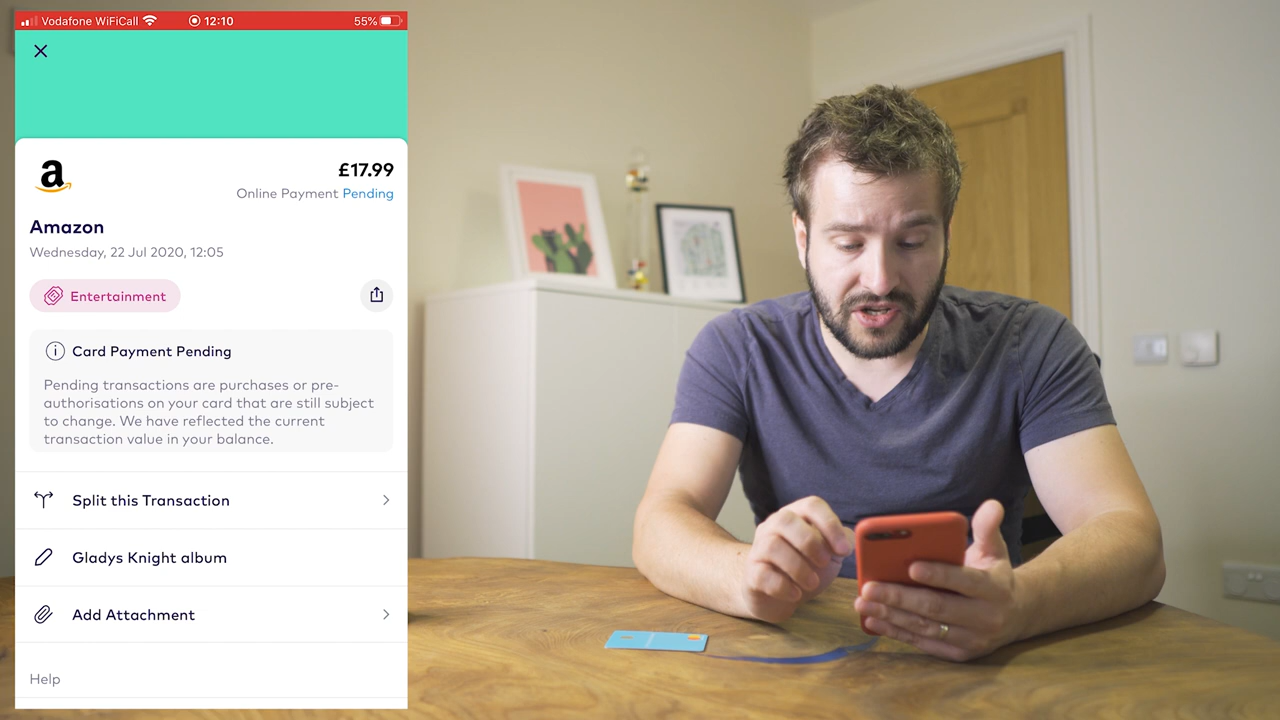 Vodafone WiFiCall 12:10 55%
£17.99
Online Payment Pending
Amazon
Wednesday, 22 Jul 2020, 12:05
Entertainment
Card Payment Pending
Pending transactions are purchases or pre-
authorisations on your card that are still subject
to change. We have reflected the current
transaction value in your balance.
Split this Transaction
Gladys Knight album
Add Attachment
Help